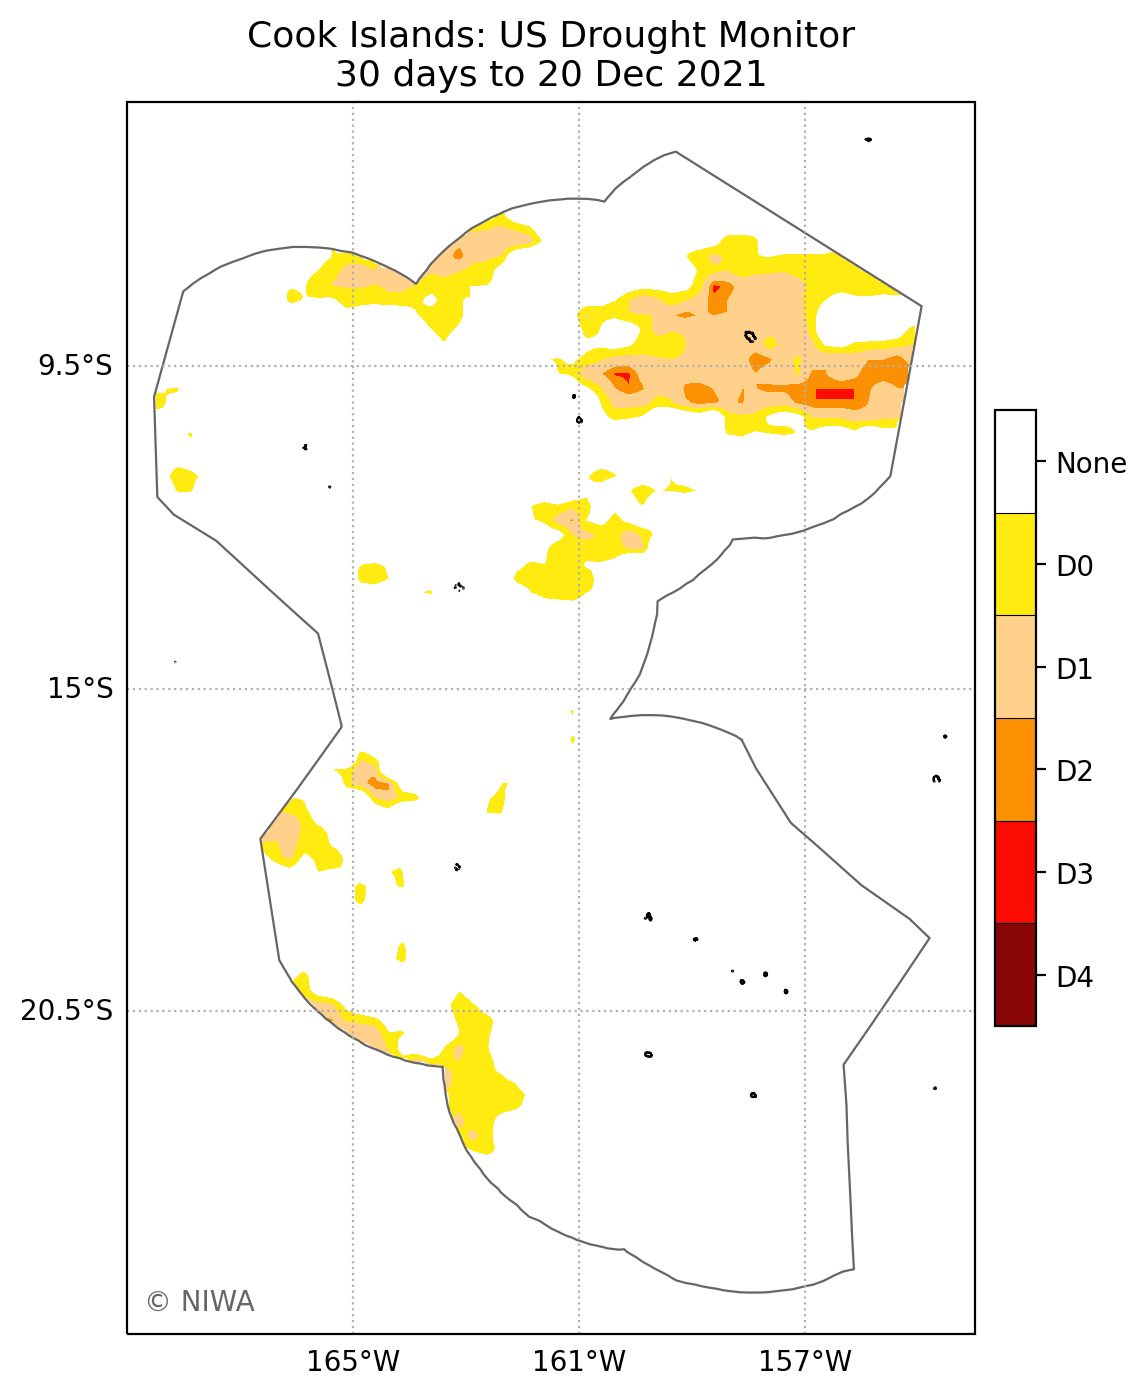 Cook Islands: US Drought Monitor
30 days to 20 Dec 2021
9.5°S
15°S
20.5°S
165°W
161°W
157°W
None
D0
D1
D2
D3
D4
© NIWA